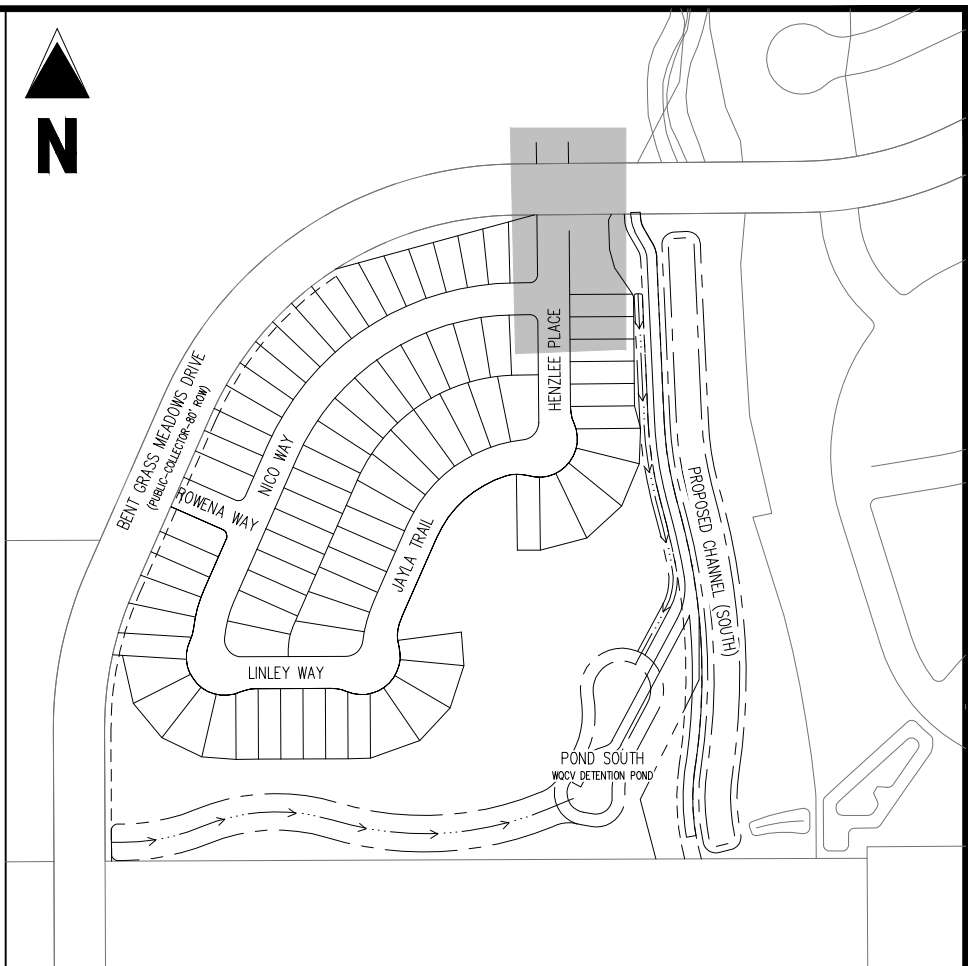 N
HENZLEE PLACE
BENT GRASS MEADOWS DRIVE
(PUBLIC-COLLECTOR-80' ROW)
NICO WAY
ROWENA WAY
JAYLA TRAIL
PROPOSED CHANNEL (SOUTH)
LINLEY WAY
POND SOUTH
WQCV DETENTION POND